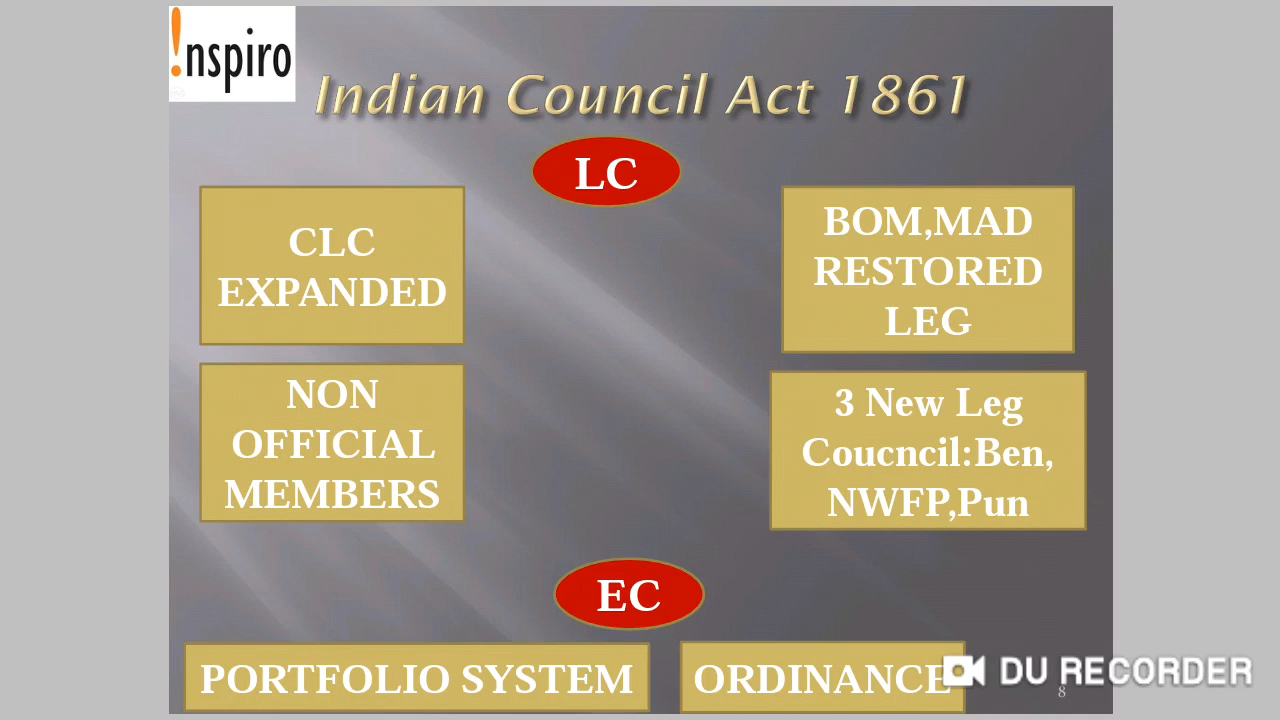 !nspiro
Indian Council Act 1861
LC
CLC
EXPANDED
BOM,MAD
RESTORED
LEG
NON
OFFICIAL
MEMBERS
3 New Leg
Coucncil:Ben,
NWFP,Pun
EC
PORTFOLIO SYSTEM
ORDINANCE
DU RECORDER
8